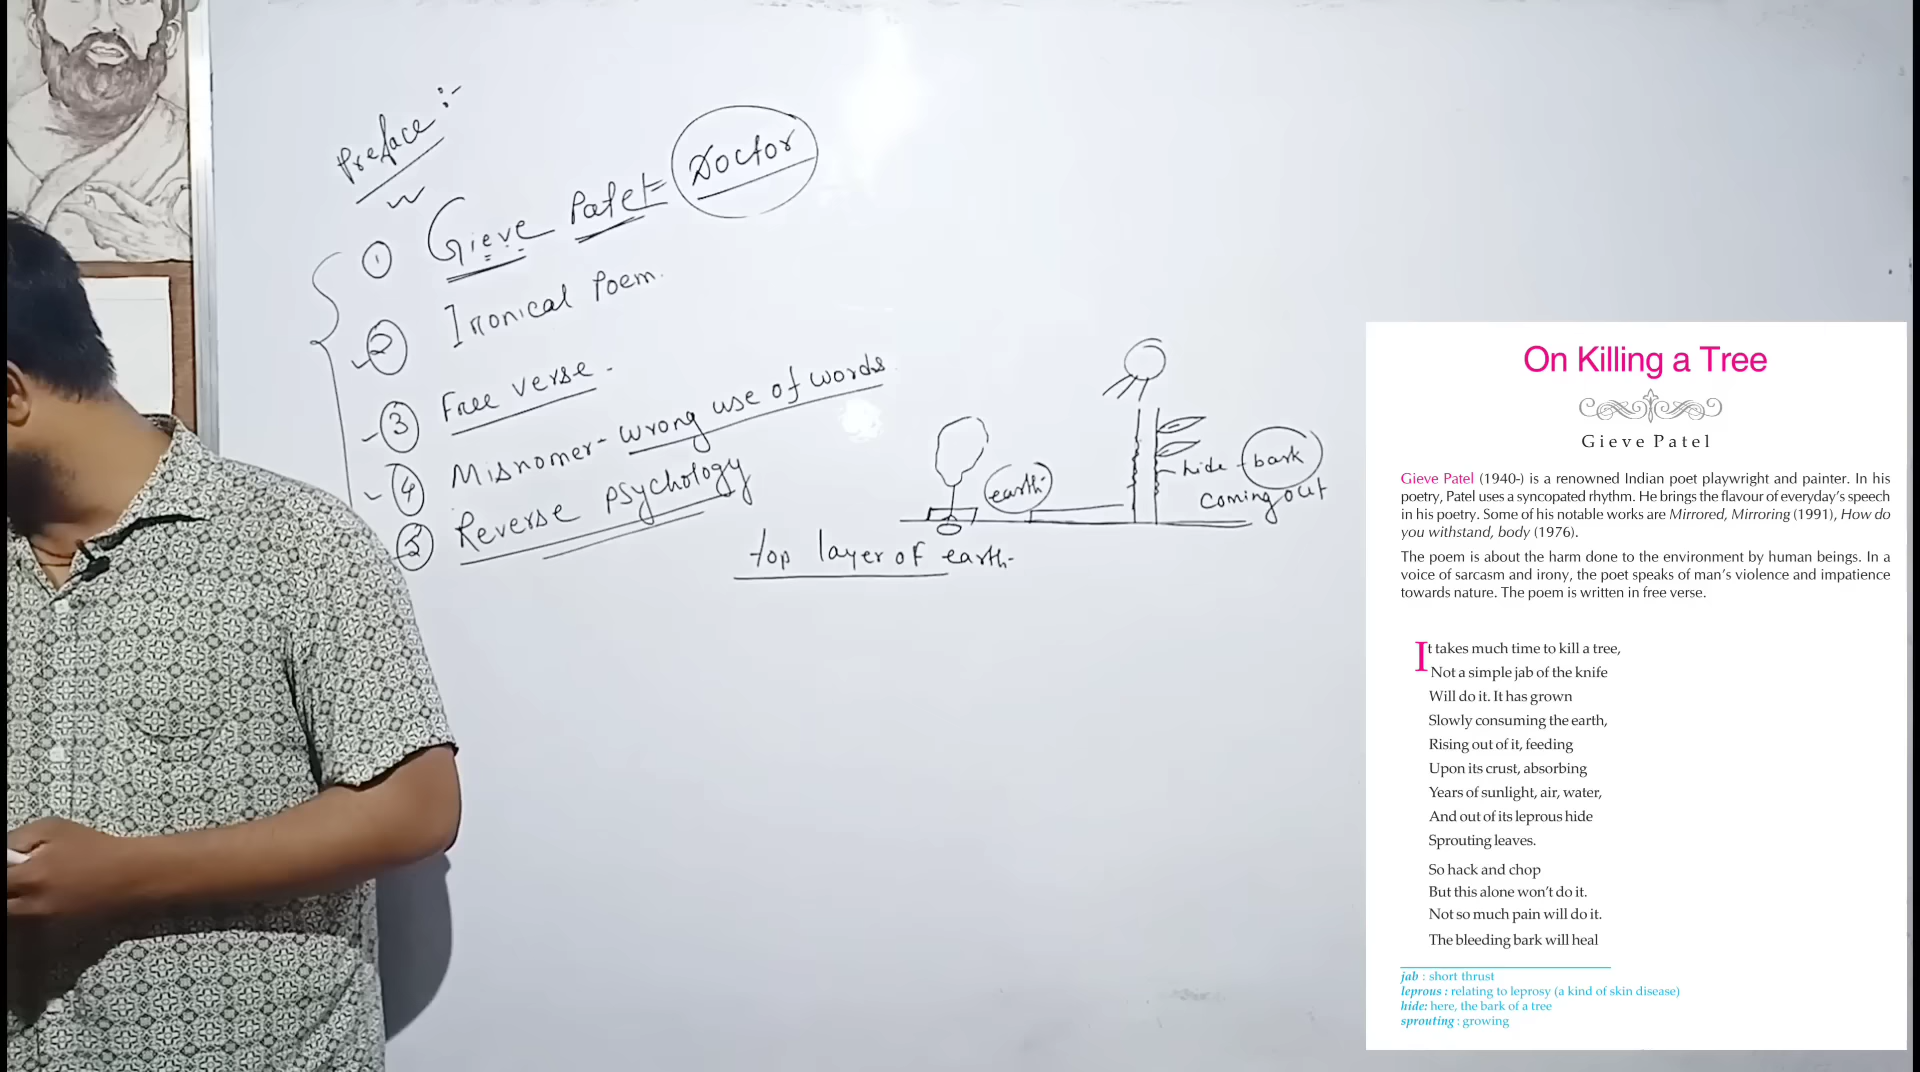 Preface :-
① Gieve Patel = Doctor
② Ironical Poem.
③ Free verse.
④ Misnomer - wrong use of words
⑤ Reverse psychology
earth
hide - bark
coming out
top layer of earth-
On Killing a Tree
Gieve Patel
Gieve Patel (1940-) is a renowned Indian poet playwright and painter. In his
poetry, Patel uses a syncopated rhythm. He brings the flavour of everyday's speech
in his poetry. Some of his notable works are Mirrored, Mirroring (1991), How do
you withstand, body (1976).
The poem is about the harm done to the environment by human beings. In a
voice of sarcasm and irony, the poet speaks of man's violence and impatience
towards nature. The poem is written in free verse.
It takes much time to kill a tree,
Not a simple jab of the knife
Will do it. It has grown
Slowly consuming the earth,
Rising out of it, feeding
Upon its crust, absorbing
Years of sunlight, air, water,
And out of its leprous hide
Sprouting leaves.
So hack and chop
But this alone won't do it.
Not so much pain will do it.
The bleeding bark will heal
jab : short thrust
leprous : relating to leprosy (a kind of skin disease)
hide: here, the bark of a tree
sprouting : growing